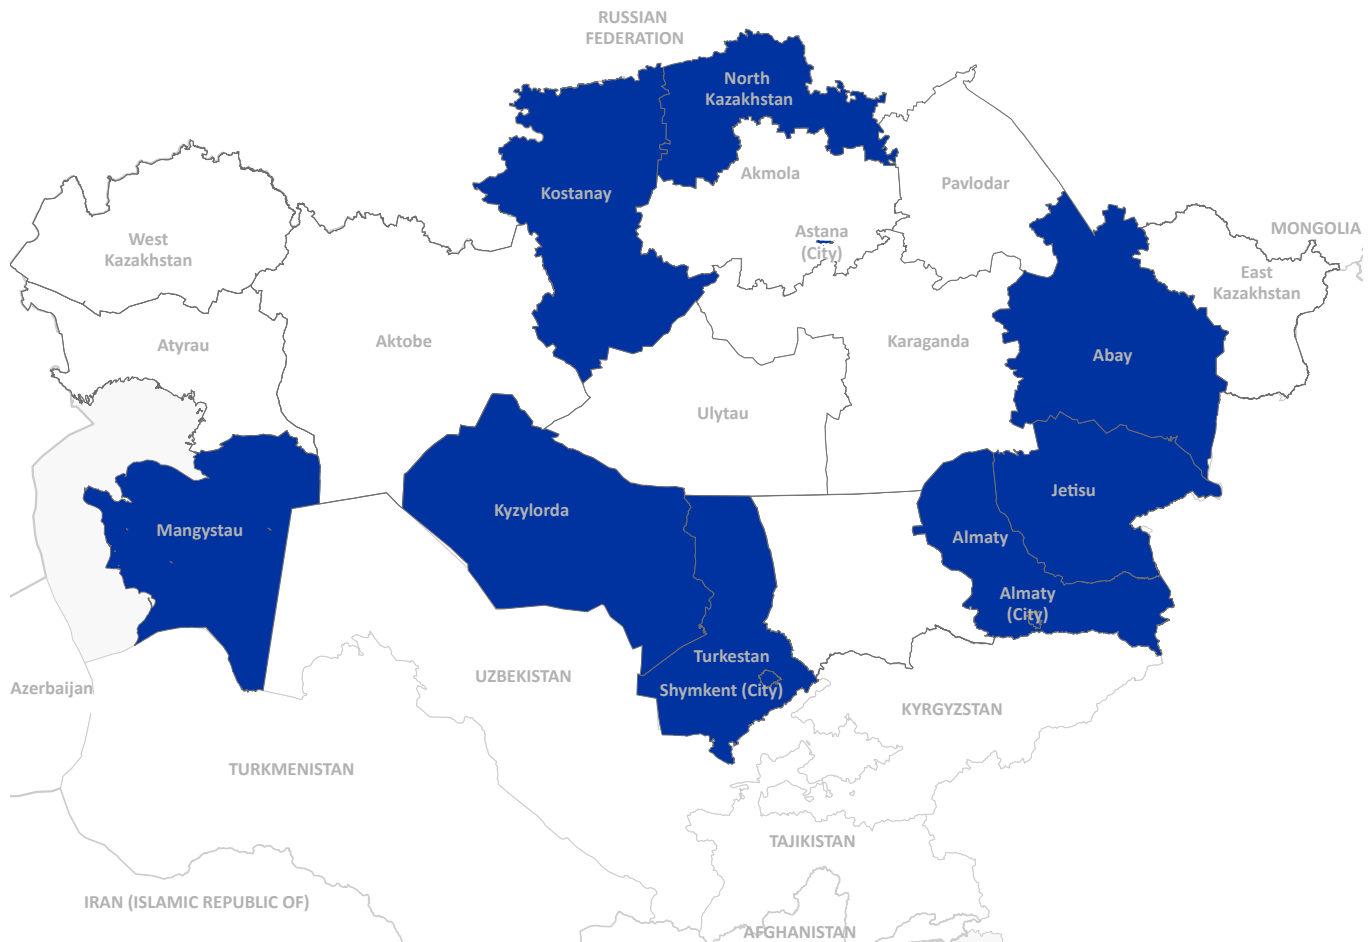 RUSSIAN
FEDERATION
North
Kazakhstan
Akmola
Pavlodar
Kostanay
West
Kazakhstan
Astana
(City)
MONGOLIA
East
Kazakhstan
Atyrau
Aktobe
Karaganda
Abay
Ulytau
Jetisu
Kyzylorda
Mangystau
Almaty
Almaty
(City)
Turkestan
Shymkent (City)
UZBEKISTAN
Azerbaijan
KYRGYZSTAN
TURKMENISTAN
TAJIKISTAN
IRAN (ISLAMIC REPUBLIC OF)
AFGHANISTAN